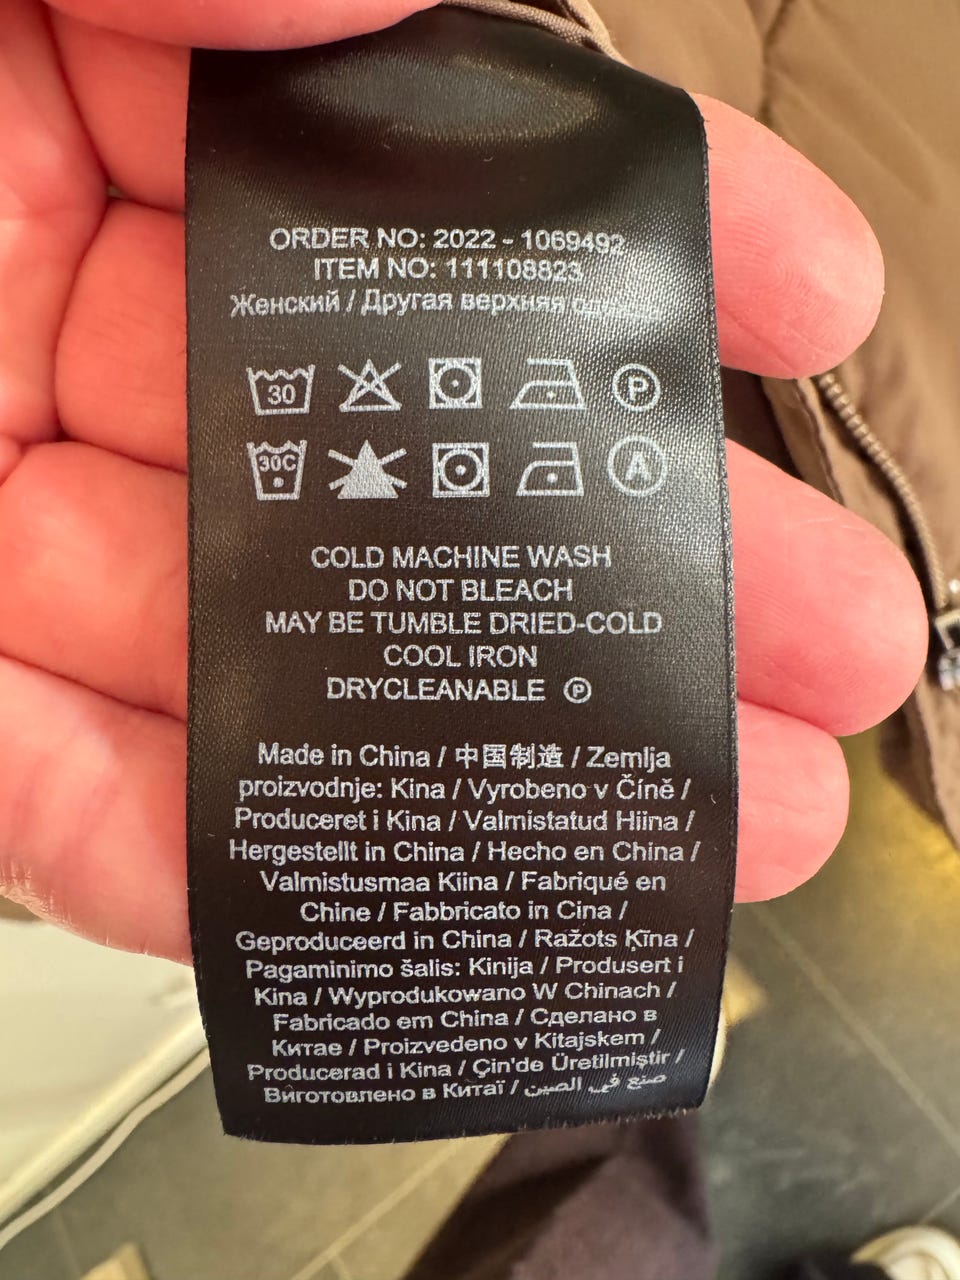 ORDER NO: 2022 - 1069492
ITEM NO: 111108823
Женский / Другая верхняя
30 P
30C A
COLD MACHINE WASH
DO NOT BLEACH
MAY BE TUMBLE DRIED-COLD
COOL IRON
DRYCLEANABLE P
Made in China / 中国制造 / Zemlja
proizvodnje: Kina / Vyrobeno v Číně /
Produceret i Kina / Valmistatud Hiina /
Hergestellt in China / Hecho en China /
Valmistusmaa Kiina / Fabriqué en
Chine / Fabbricato in Cina /
Geproduceerd in China / Ražots Ķīna /
Pagaminimo šalis: Kinija / Produsert i
Kina / Wyprodukowano W Chinach /
Fabricado em China / Сделано в
Китае / Proizvedeno v Kitajskem /
Producerad i Kina / Çin'de Üretilmiştir /
Виготовлено в Китаї / صنع في الصين